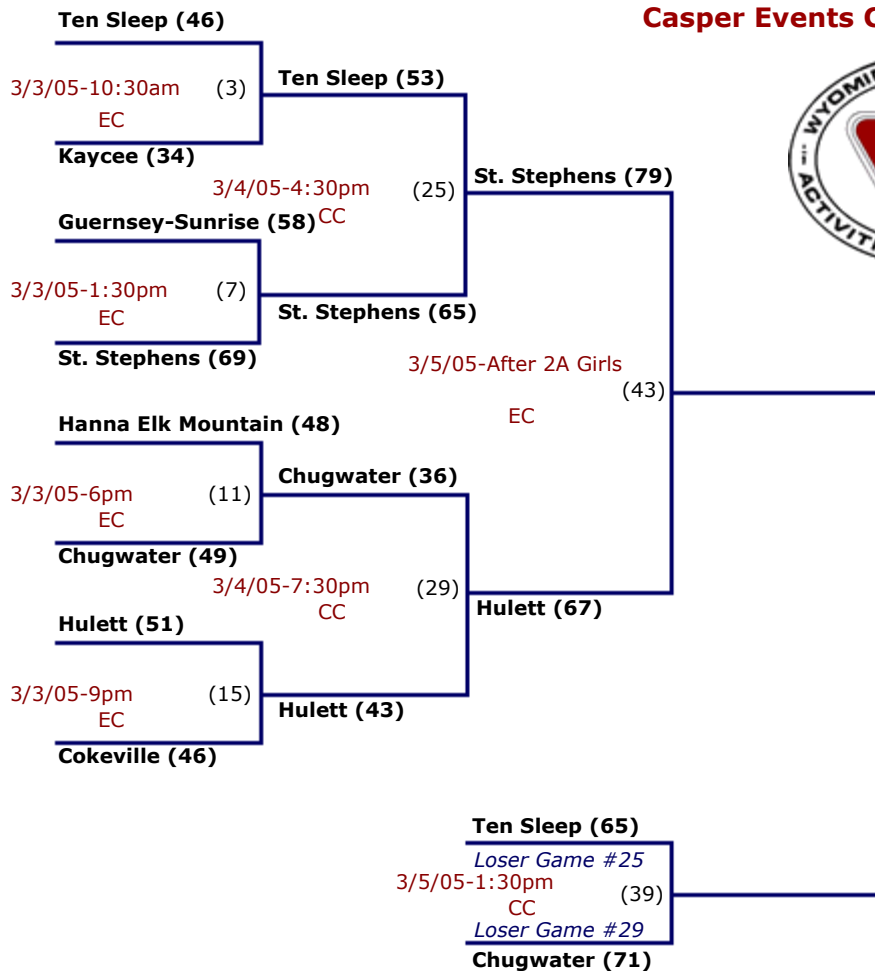 Ten Sleep (46)
Casper Events C
3/3/05-10:30am (3)
EC
Kaycee (34)
Ten Sleep (53)
3/4/05-4:30pm (25)
CC
Guernsey-Sunrise (58)
3/3/05-1:30pm (7)
EC
St. Stephens (69)
St. Stephens (65)
St. Stephens (79)
3/5/05-After 2A Girls
(43)
EC
Hanna Elk Mountain (48)
3/3/05-6pm (11)
EC
Chugwater (49)
Chugwater (36)
3/4/05-7:30pm (29)
CC
Hulett (67)
Hulett (51)
3/3/05-9pm (15)
EC
Cokeville (46)
Hulett (43)
Ten Sleep (65)
Loser Game #25
3/5/05-1:30pm (39)
CC
Loser Game #29
Chugwater (71)